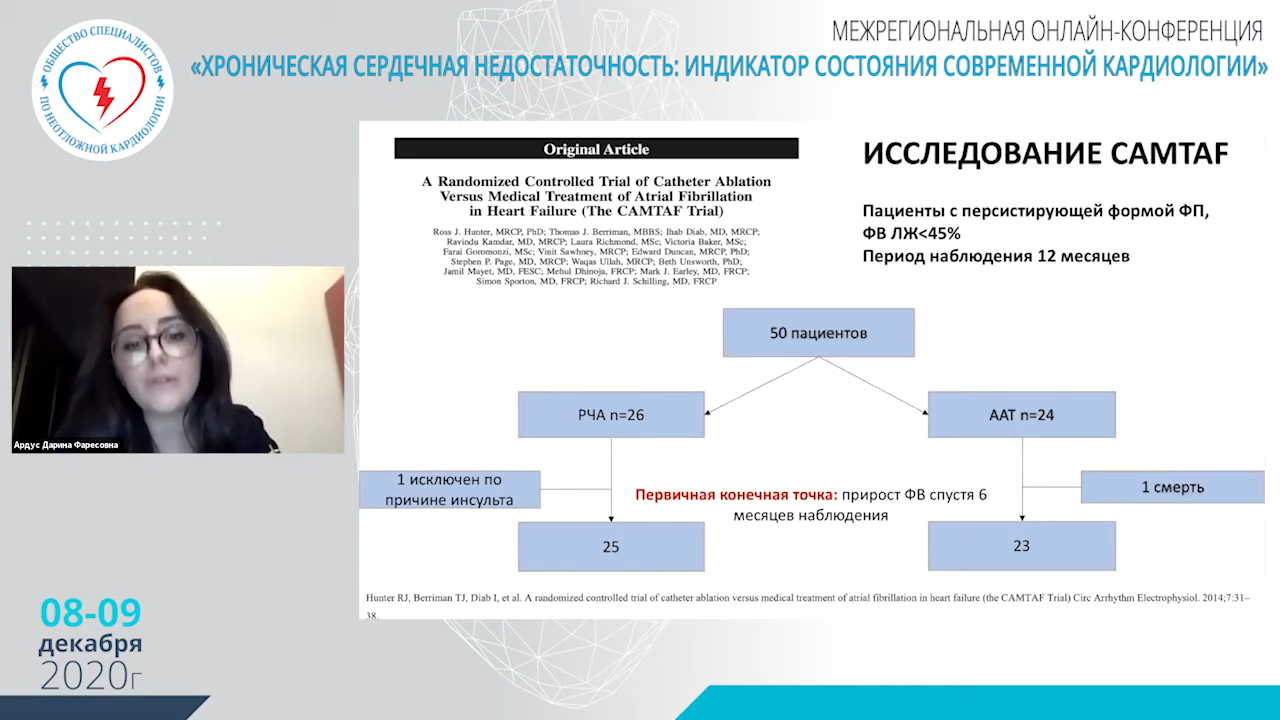 МЕЖРЕГИОНАЛЬНАЯ ОНЛАЙН-КОНФЕРЕНЦИЯ
«ХРОНИЧЕСКАЯ СЕРДЕЧНАЯ НЕДОСТАТОЧНОСТЬ: ИНДИКАТОР СОСТОЯНИЯ СОВРЕМЕННОЙ КАРДИОЛОГИИ»
ОБЩЕСТВО СПЕЦИАЛИСТОВ
ПО НЕОТЛОЖНОЙ КАРДИОЛОГИИ
Original Article
A Randomized Controlled Trial of Catheter Ablation
Versus Medical Treatment of Atrial Fibrillation
in Heart Failure (The CAMTAF Trial)
Ross J. Hunter, MRCP, PhD; Thomas J. Berriman, MBBS; Ihab Diab, MD, MRCP;
Ravindu Kamdar, MD, MRCP; Laura Richmond, MSc; Victoria Baker, MSc;
Farai Goromonzi, MSc; Vinit Sawhney, MRCP; Edward Duncan, MRCP, PhD;
Stephen P. Page, MD, MRCP; Waqas Ullah, MRCP; Beth Unsworth, PhD;
Jamil Mayet, MD, FESC; Mehul Dhinoja, FRCP; Mark J. Earley, MD, FRCP;
Simon Sporton, MD, FRCP; Richard J. Schilling, MD, FRCP
ИССЛЕДОВАНИЕ CAMTAF
Пациенты с персистирующей формой ФП,
ФВ ЛЖ<45%
Период наблюдения 12 месяцев
50 пациентов
РЧА n=26
ААТ n=24
1 исключен по
причине инсульта
Первичная конечная точка: прирост ФВ спустя 6
месяцев наблюдения
1 смерть
25
23
Hunter RJ, Berriman TJ, Diab I, et al. A randomized controlled trial of catheter ablation versus medical treatment of atrial fibrillation in heart failure (the CAMTAF Trial) Circ Arrhythm Electrophysiol. 2014;7:31–
38.
Ардус Дарина Фаресовна
08-09
декабря
2020г